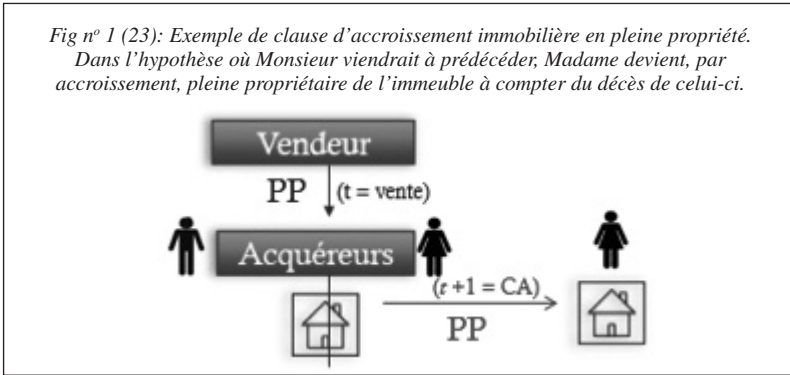 Fig nº 1 (23): Exemple de clause d’accroissement immobilière en pleine propriété.
Dans l’hypothèse où Monsieur viendrait à prédécéder, Madame devient, par
accroissement, pleine propriétaire de l’immeuble à compter du décès de celui-ci.
Vendeur
PP (t = vente)
Acquéreurs
(t +1 = CA)
PP